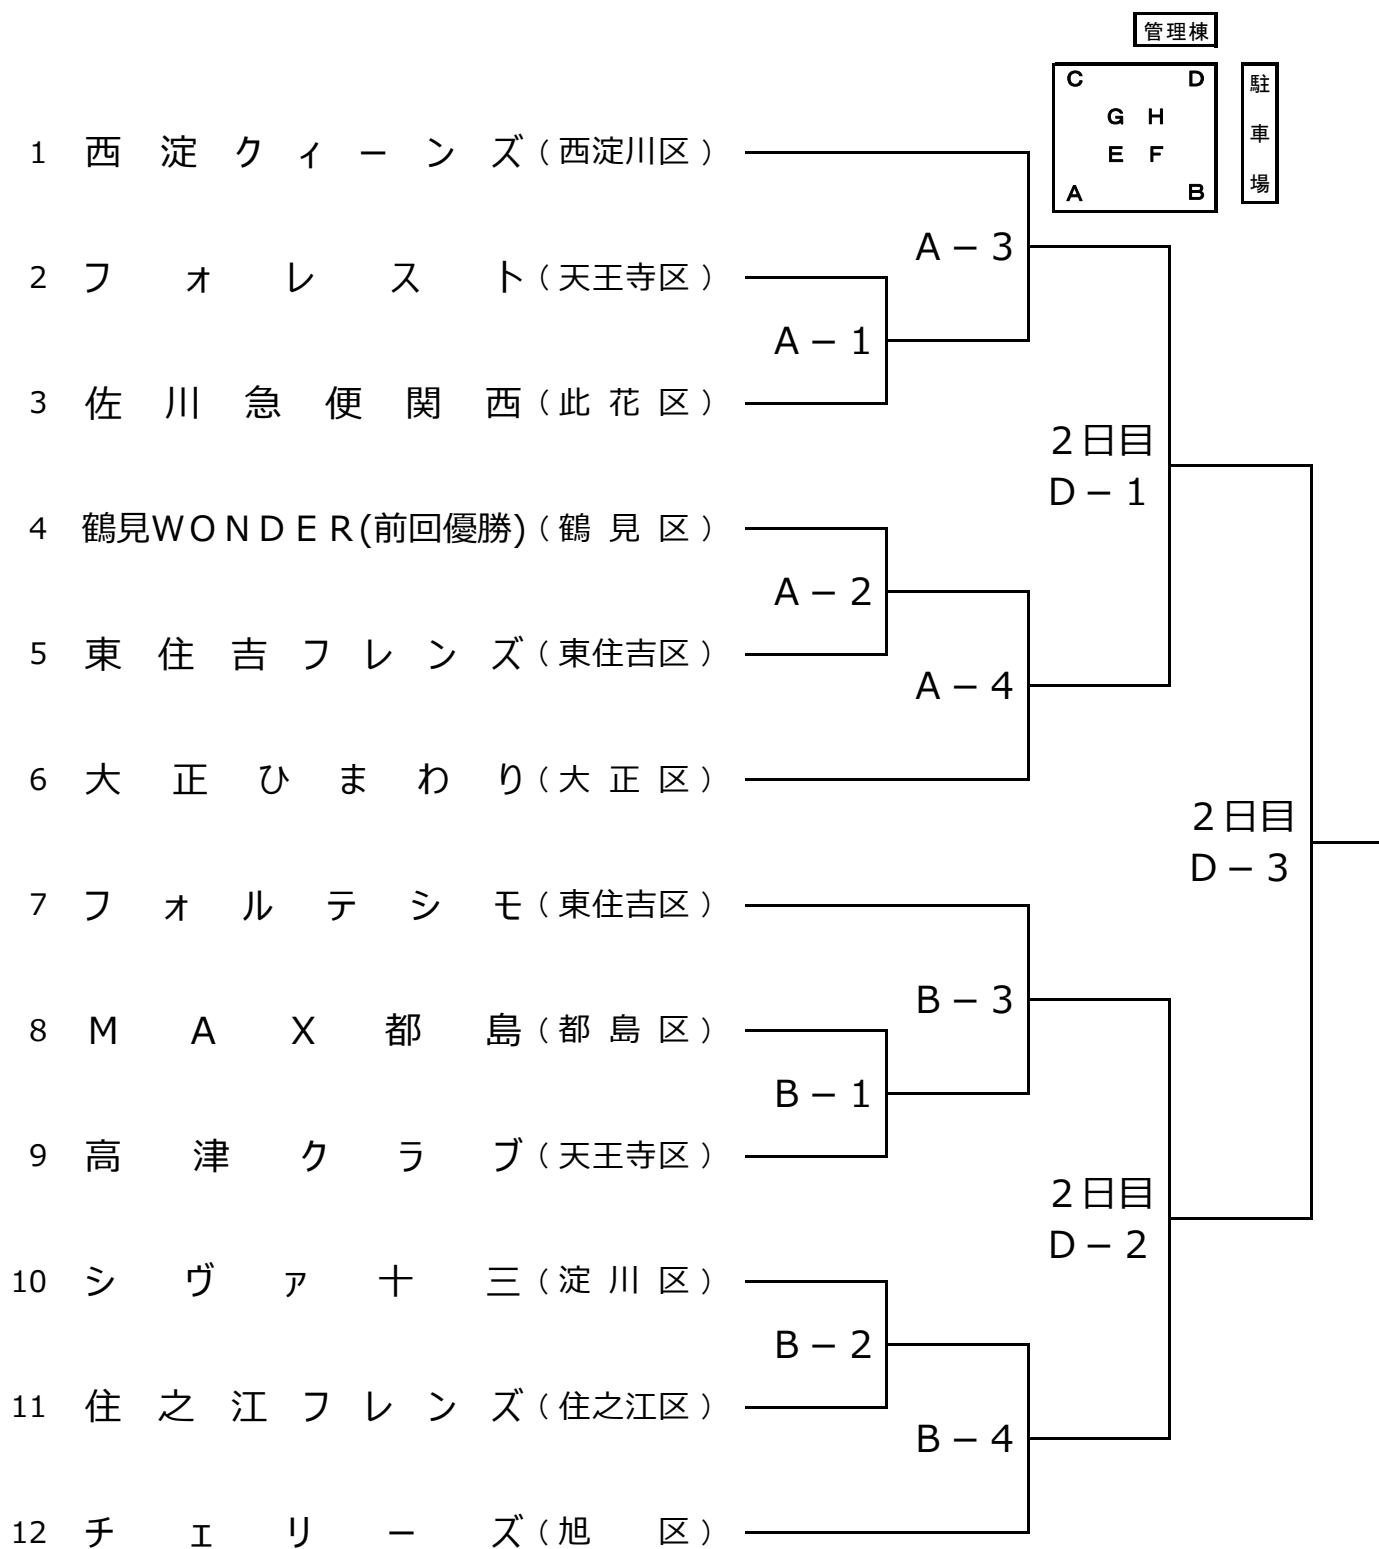 管理棟
C D
駐車場
G H
E F
A B
1 西淀クィーンズ（西淀川区）
A－3
2 フォレスト（天王寺区）
A－1
3 佐川急便関西（此花区）
2日目
D－1
4 鶴見ＷＯＮＤＥＲ(前回優勝)（鶴見区）
A－2
5 東住吉フレンズ（東住吉区）
A－4
6 大正ひまわり（大正区）
2日目
D－3
7 フォルテシモ（東住吉区）
B－3
8 MAX都島（都島区）
B－1
9 高津クラブ（天王寺区）
2日目
D－2
10 シヴァ十三（淀川区）
B－2
11 住之江フレンズ（住之江区）
B－4
12 チェリーズ（旭区）